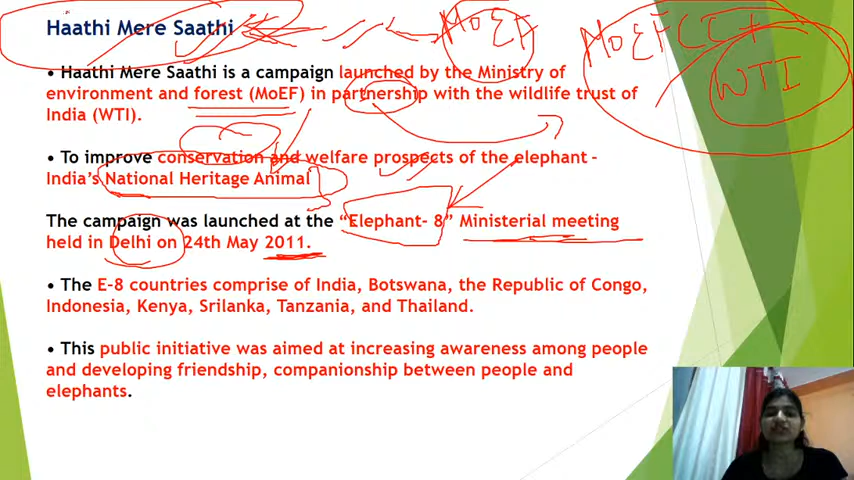 Haathi Mere Saathi
MoEF
MoEFCC +
WTI
• Haathi Mere Saathi is a campaign launched by the Ministry of
environment and forest (MoEF) in partnership with the wildlife trust of
India (WTI).
• To improve conservation and welfare prospects of the elephant -
India's National Heritage Animal
The campaign was launched at the “Elephant- 8” Ministerial meeting
held in Delhi on 24th May 2011.
• The E-8 countries comprise of India, Botswana, the Republic of Congo,
Indonesia, Kenya, Srilanka, Tanzania, and Thailand.
• This public initiative was aimed at increasing awareness among people
and developing friendship, companionship between people and
elephants.